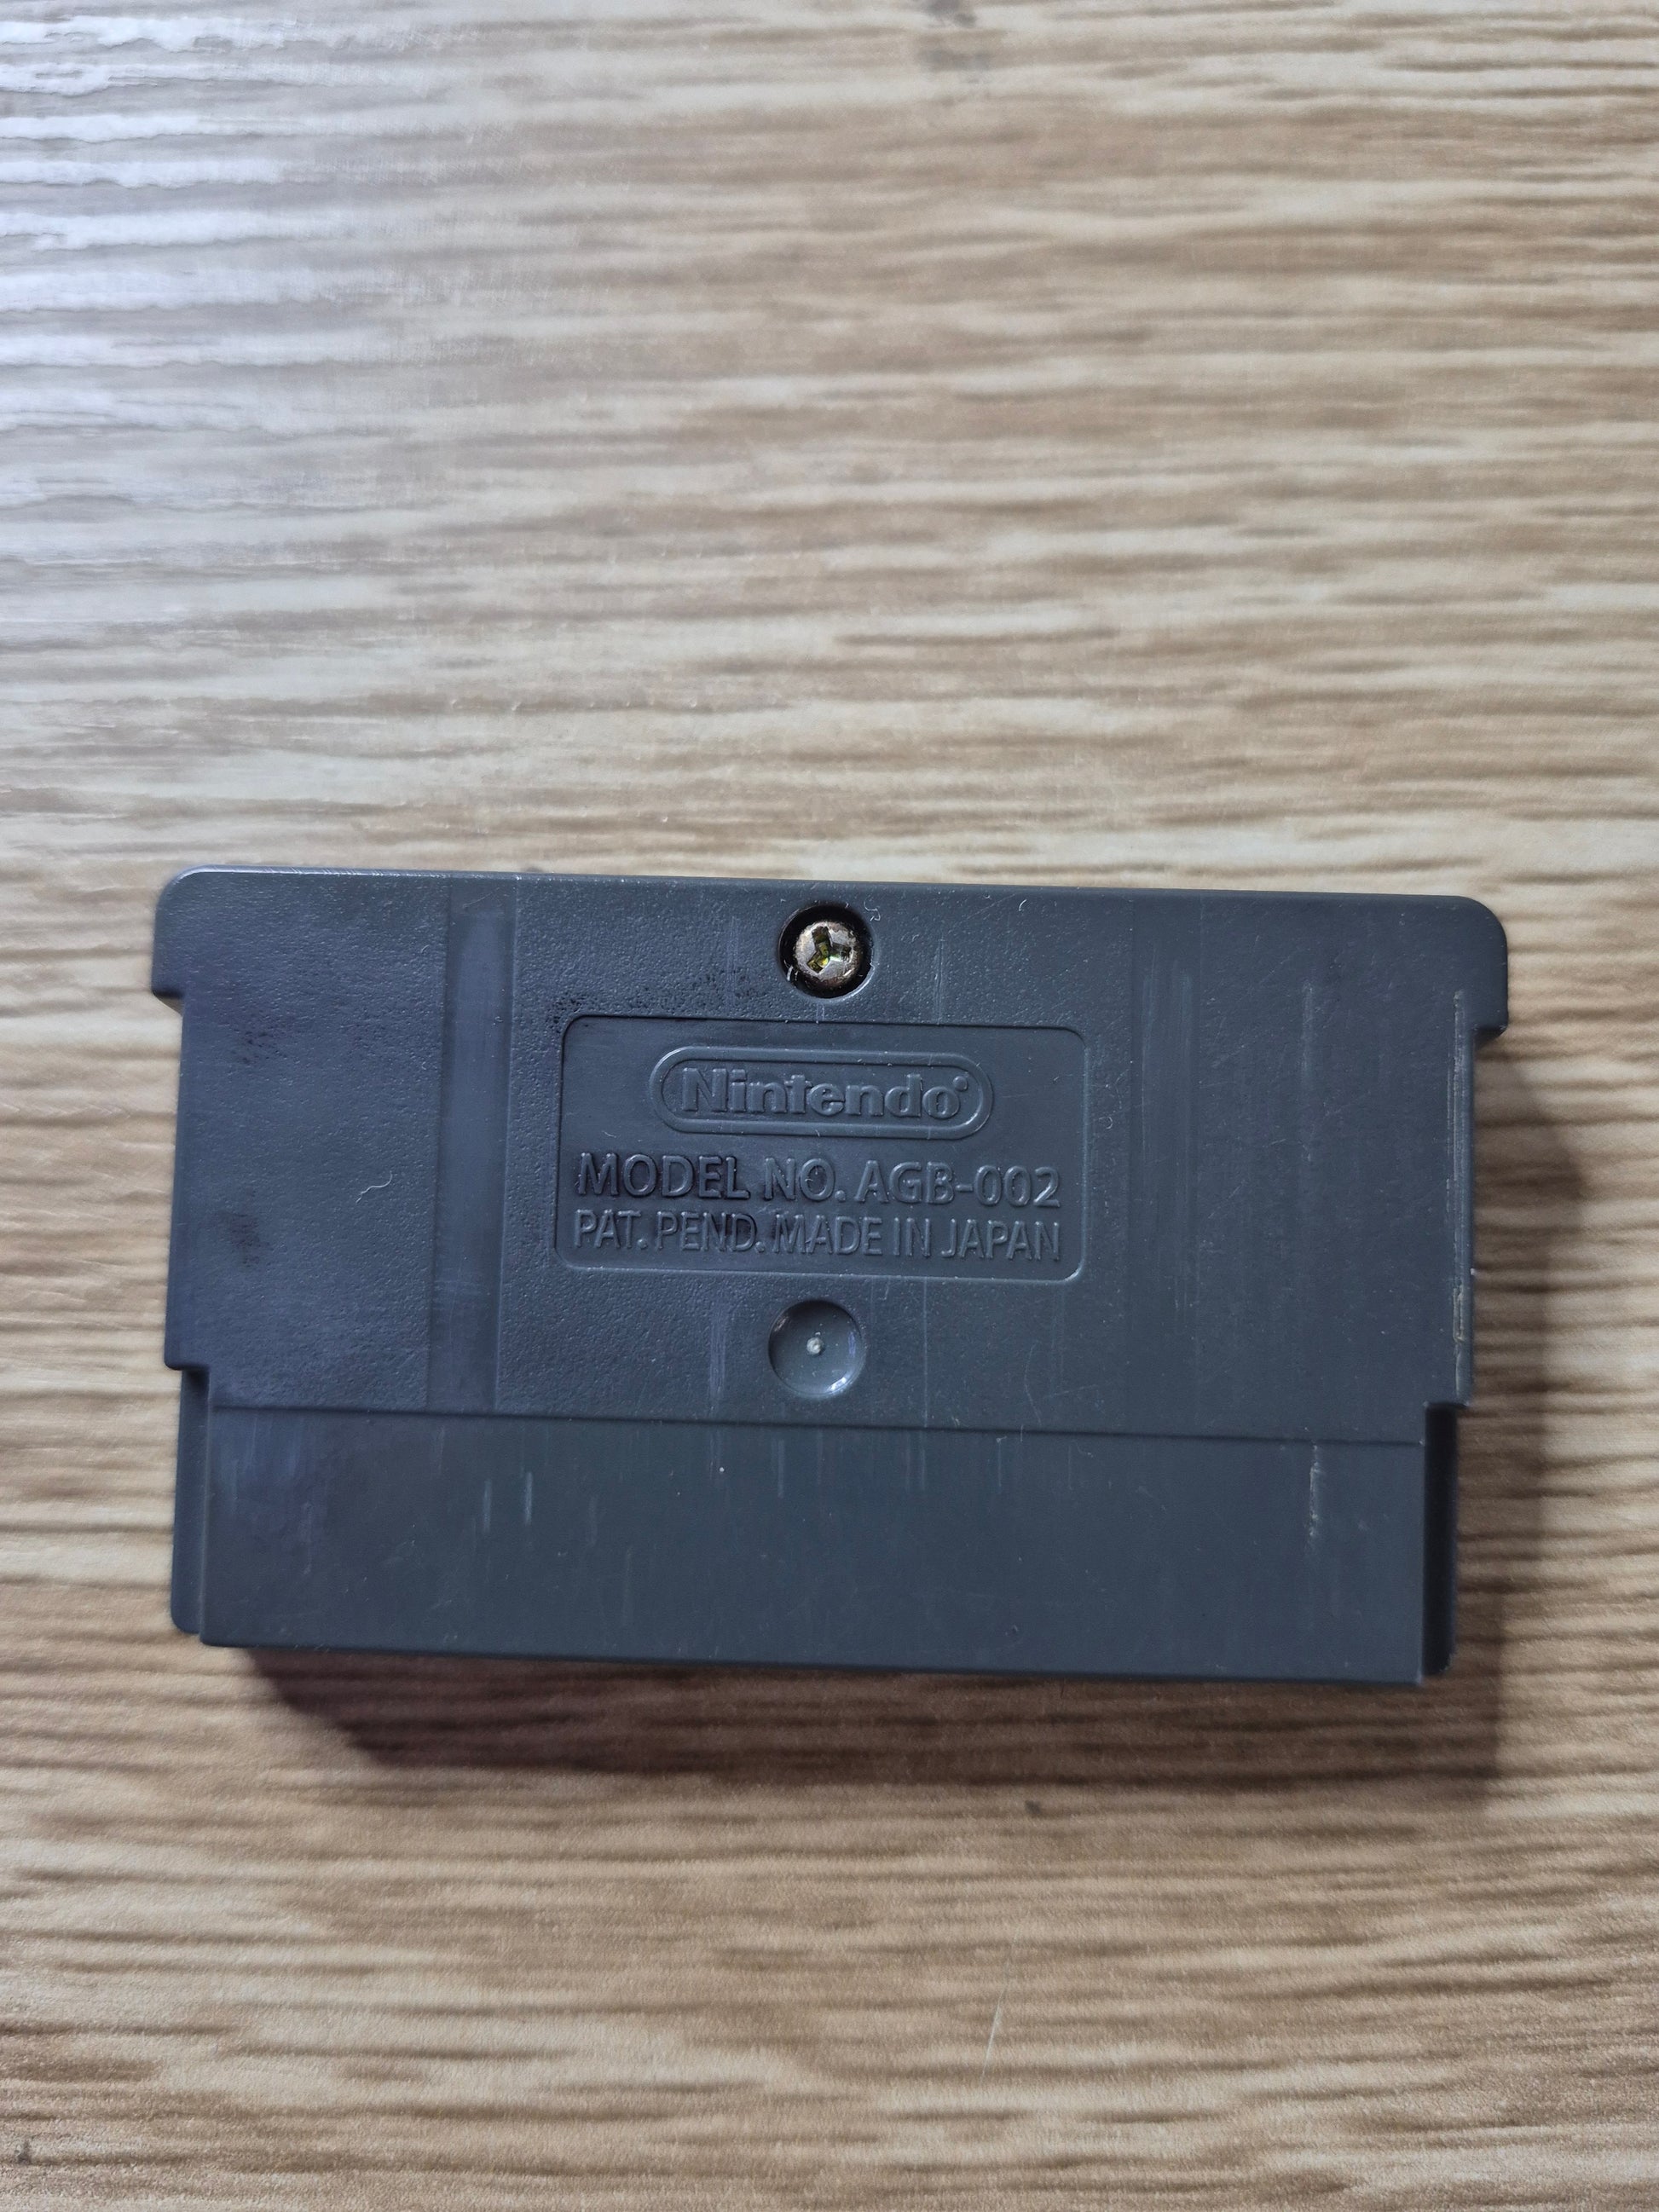 Nintendo
MODEL NO. AGB-002
PAT. PEND. MADE IN JAPAN